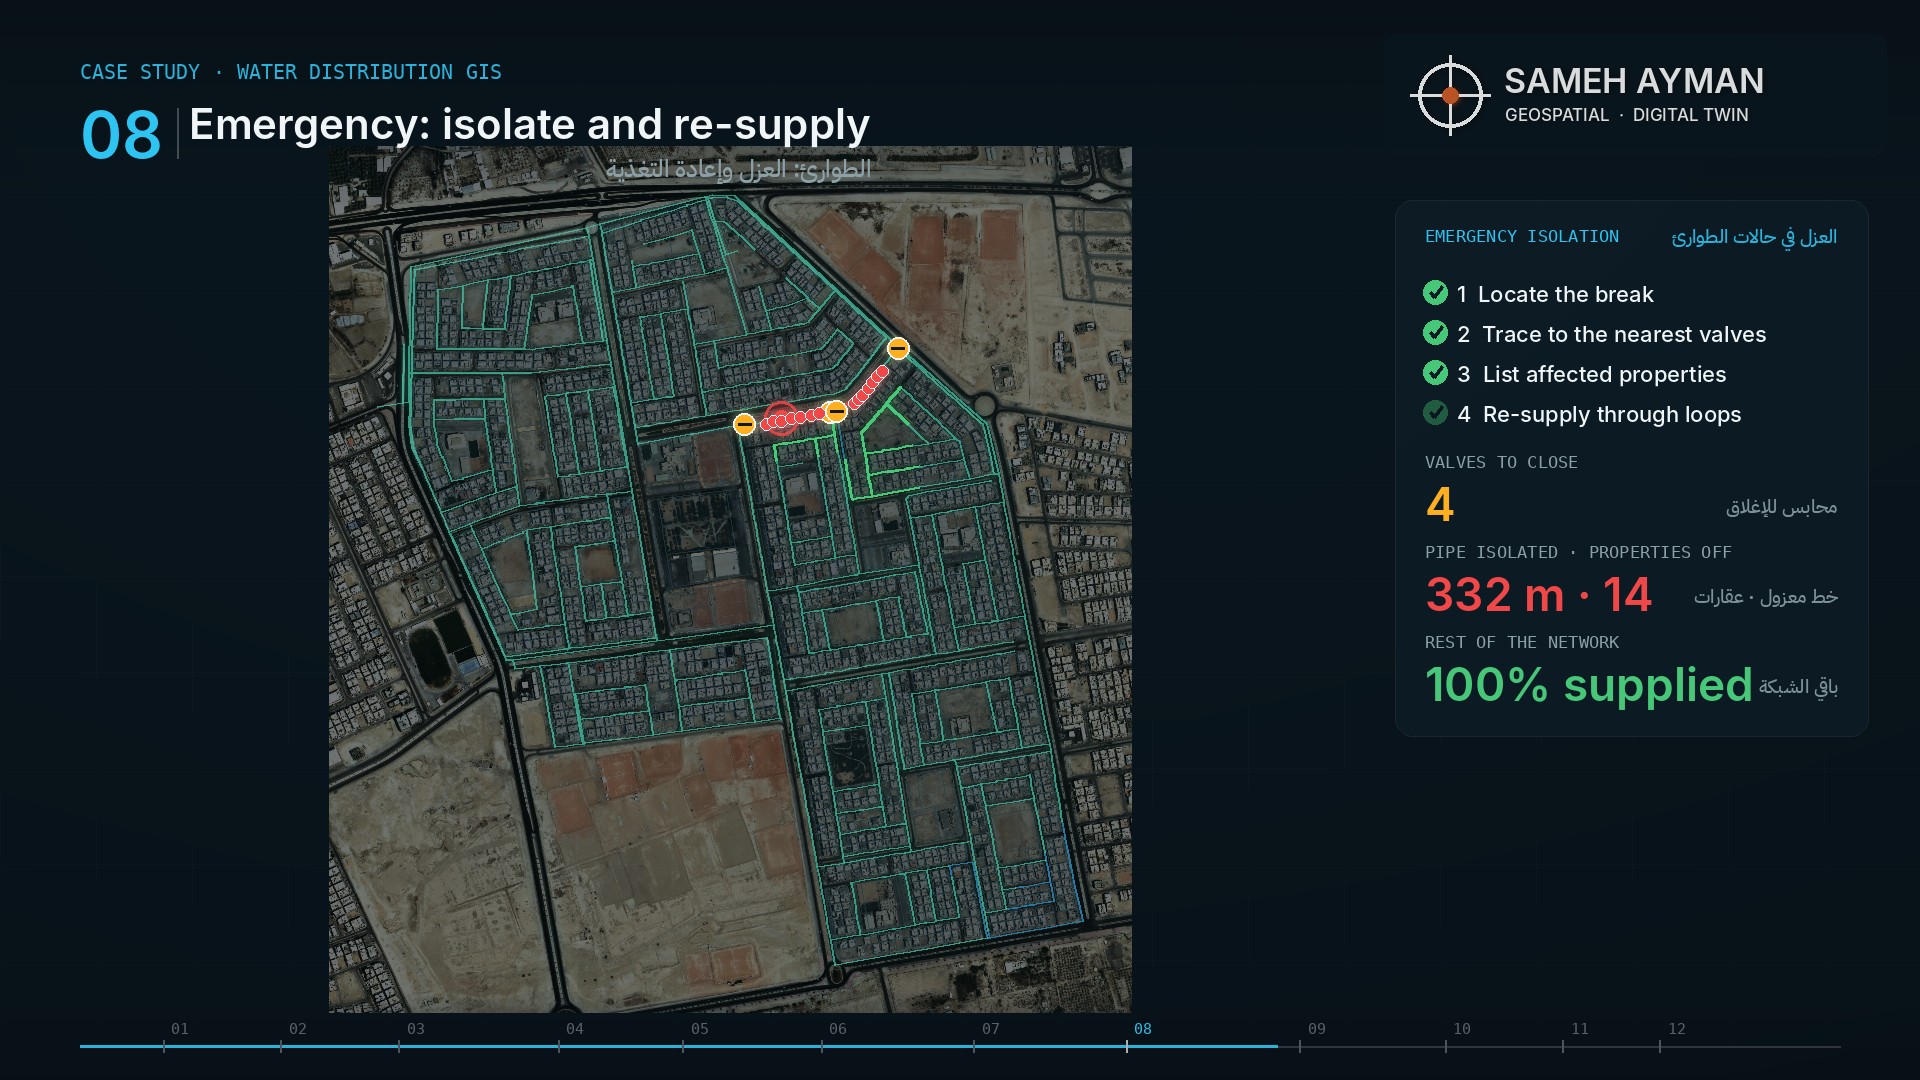 CASE STUDY · WATER DISTRIBUTION GIS
08 Emergency: isolate and re-supply
الطوارئ: العزل وإعادة التغذية
SAMEH AYMAN
GEOSPATIAL · DIGITAL TWIN
EMERGENCY ISOLATION العزل في حالات الطوارئ
1 Locate the break
2 Trace to the nearest valves
3 List affected properties
4 Re-supply through loops
VALVES TO CLOSE
4 محابس للإغلاق
PIPE ISOLATED · PROPERTIES OFF
332 m · 14 خط معزول · عقارات
REST OF THE NETWORK
100% supplied باقي الشبكة
01 02 03 04 05 06 07 08 09 10 11 12